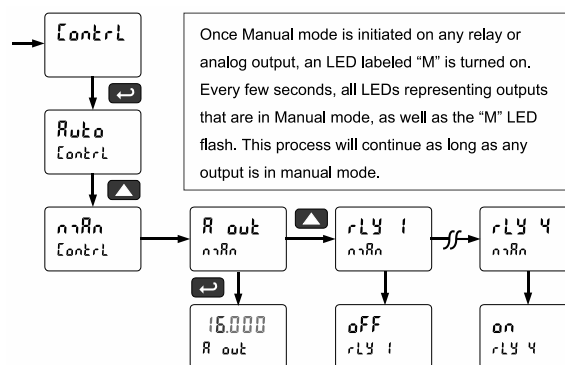 Contrl
Once Manual mode is initiated on any relay or
analog output, an LED labeled “M” is turned on.
Every few seconds, all LEDs representing outputs
that are in Manual mode, as well as the “M” LED
flash. This process will continue as long as any
output is in manual mode.
Auto
Contrl
mAn
Contrl
A out
mAn
rLY 1
mAn
rLY 4
mAn
16.000
A out
oFF
rLY 1
on
rLY 4